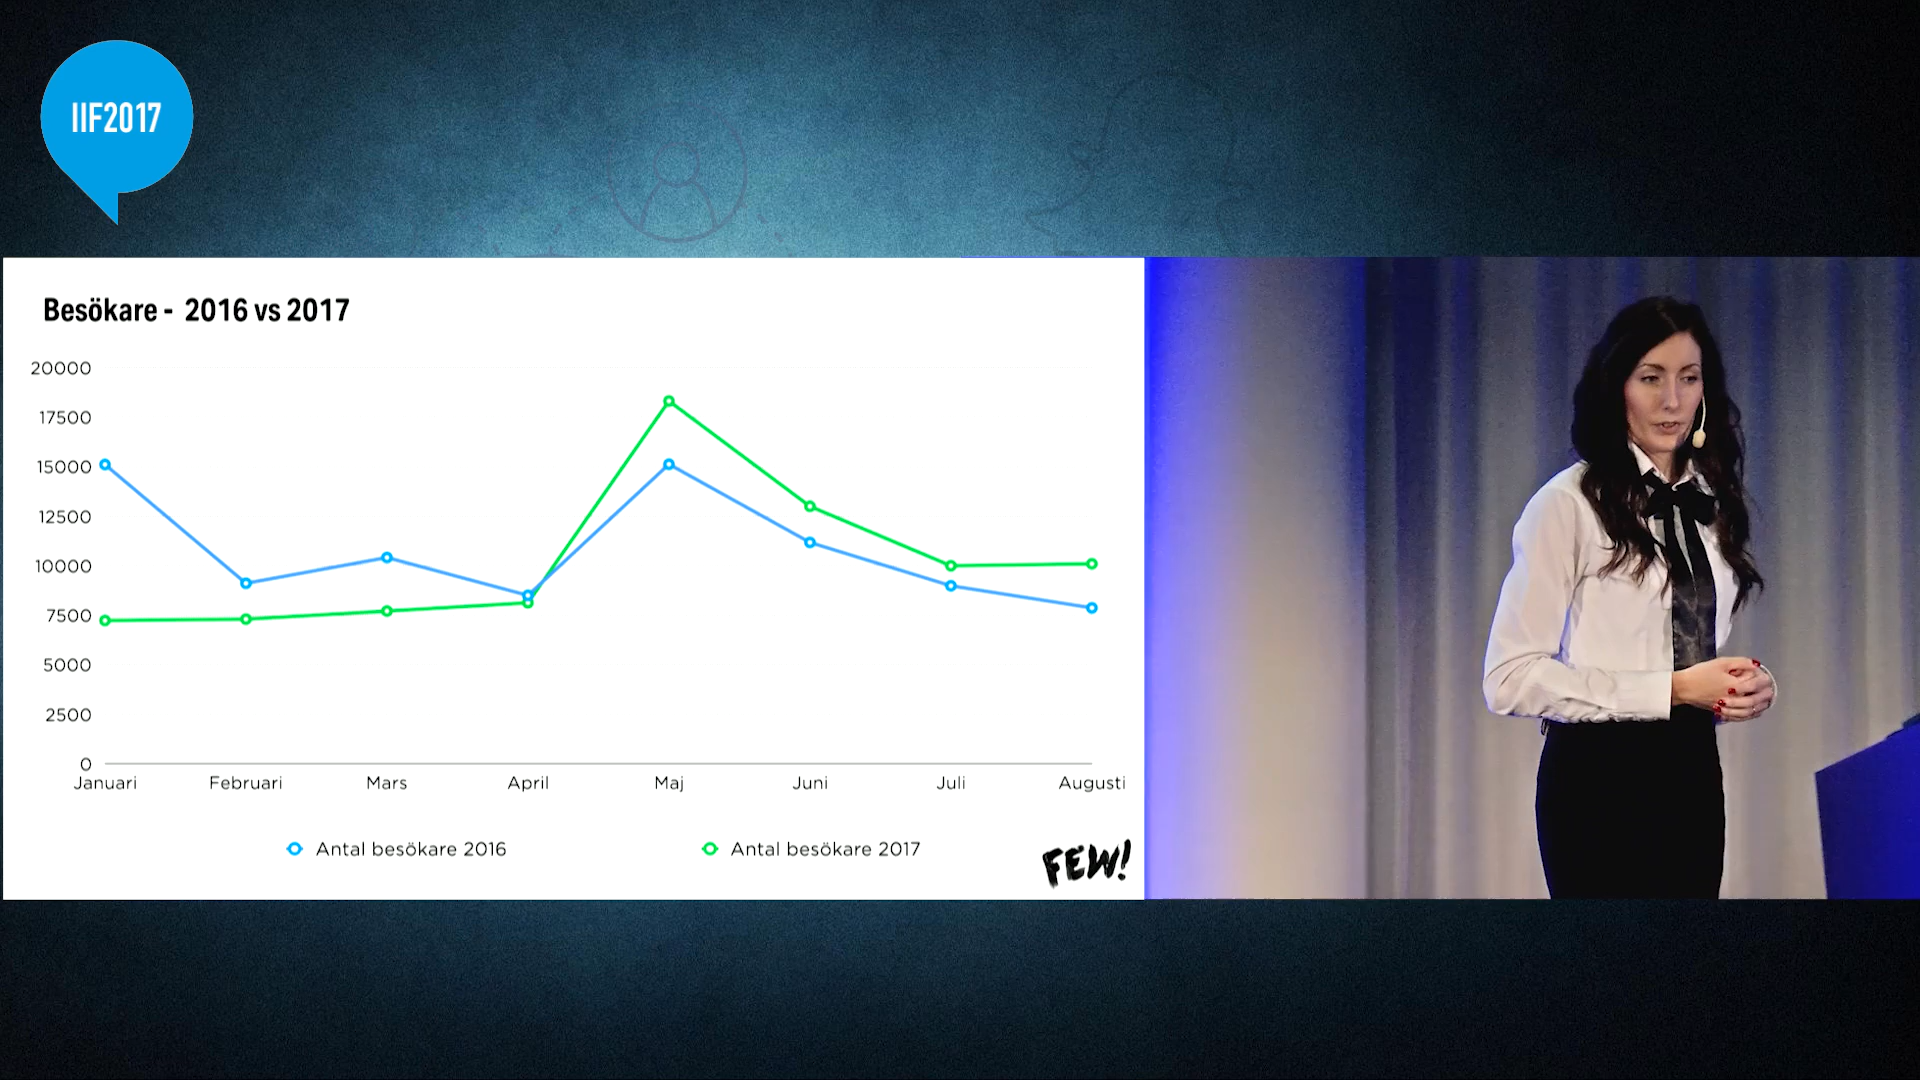 IIF2017
Besökare - 2016 vs 2017
20000
17500
15000
12500
10000
7500
5000
2500
0
Januari Februari Mars April Maj Juni Juli Augusti
Antal besökare 2016 Antal besökare 2017
FEW!